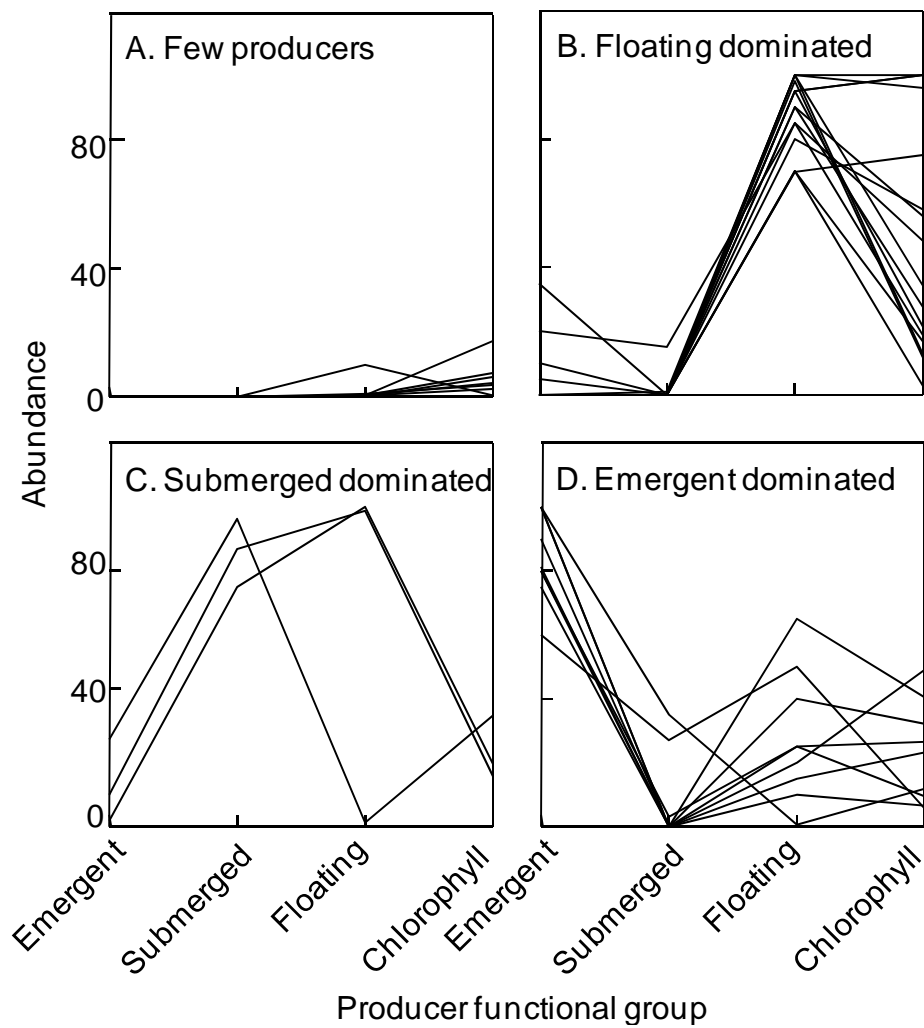 A. Few producers
B. Floating dominated
80
40
0
C. Submerged dominated
D. Emergent dominated
80
40
0
Abundance
Emergent
Submerged
Floating
Chlorophyll
Emergent
Submerged
Floating
Chlorophyll
Producer functional group